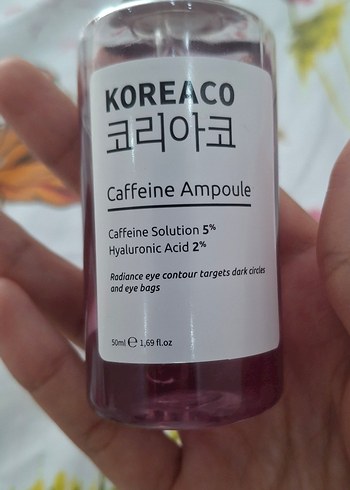 KOREACO
코리아코
Caffeine Ampoule
Caffeine Solution 5%
Hyaluronic Acid 2%
Radiance eye contour targets dark circles
and eye bags
50ml ℮ 1,69 fl.oz